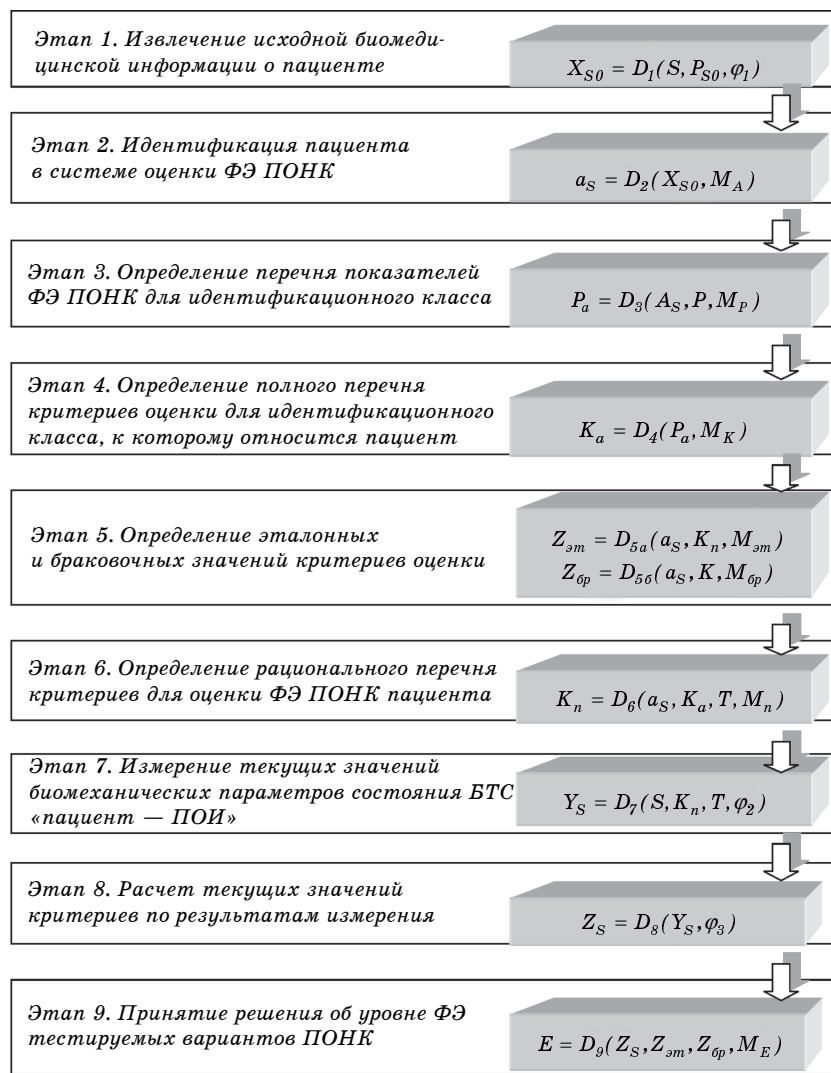 Этап 1. Извлечение исходной биомеди-
цинской информации о пациенте
X_{S0} = D_1(S, P_{S0}, φ_1)
Этап 2. Идентификация пациента
в системе оценки ФЭ ПОНК
a_S = D_2(X_{S0}, M_A)
Этап 3. Определение перечня показателей
ФЭ ПОНК для идентификационного класса
P_a = D_3(A_S, P, M_P)
Этап 4. Определение полного перечня
критериев оценки для идентификационного
класса, к которому относится пациент
K_a = D_4(P_a, M_K)
Этап 5. Определение эталонных
и браковочных значений критериев оценки
Z_{эт} = D_{5а}(a_S, K_n, M_{эт})
Z_{бр} = D_{5б}(a_S, K, M_{бр})
Этап 6. Определение рационального перечня
критериев для оценки ФЭ ПОНК пациента
K_n = D_6(a_S, K_a, T, M_n)
Этап 7. Измерение текущих значений
биомеханических параметров состояния БТС
«пациент — ПОИ»
Y_S = D_7(S, K_n, T, φ_2)
Этап 8. Расчет текущих значений
критериев по результатам измерения
Z_S = D_8(Y_S, φ_3)
Этап 9. Принятие решения об уровне ФЭ
тестируемых вариантов ПОНК
E = D_9(Z_S, Z_{эт}, Z_{бр}, M_E)